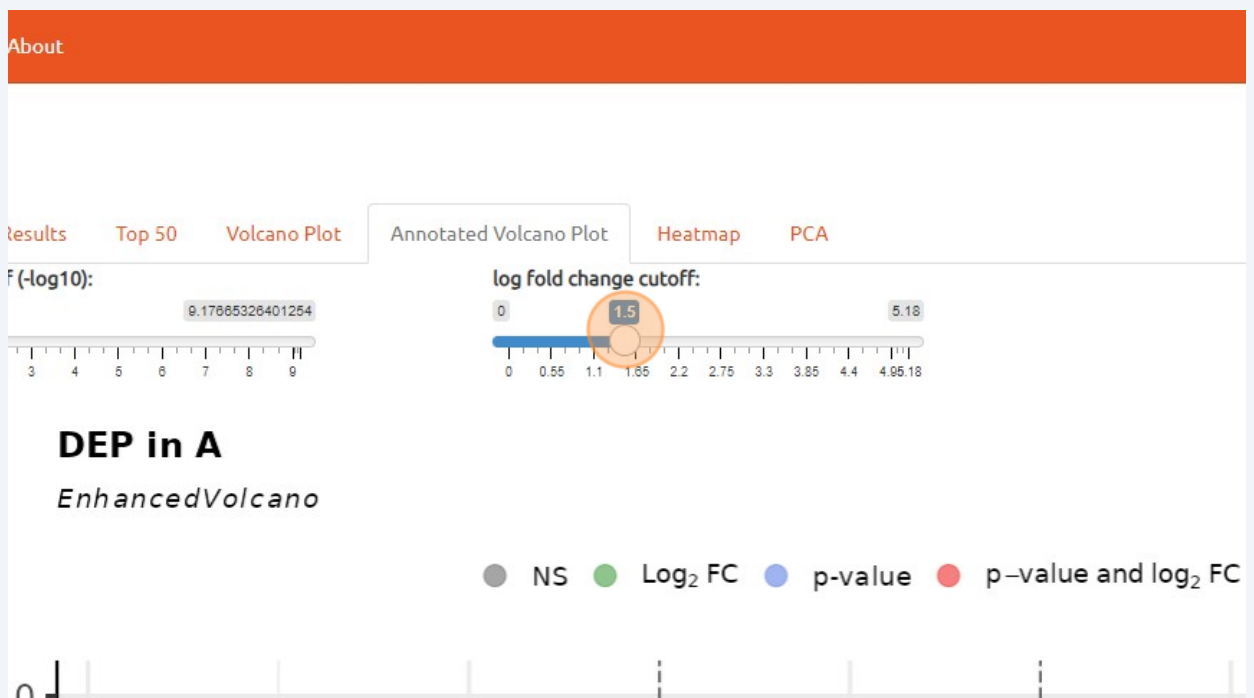 About
Results Top 50 Volcano Plot Annotated Volcano Plot Heatmap PCA
f (-log10): log fold change cutoff:
9.17665326401254 0 1.5 5.18
3 4 5 6 7 8 9 0 0.55 1.1 1.65 2.2 2.75 3.3 3.85 4.4 4.95.18
DEP in A
EnhancedVolcano
NS Log₂ FC p-value p–value and log₂ FC
0